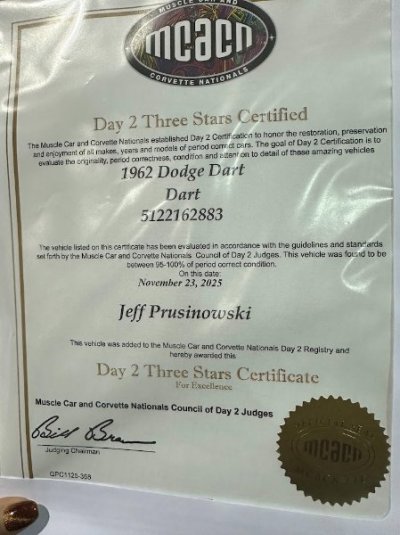 MUSCLE CAR AND
mcacn
CORVETTE NATIONALS
Day 2 Three Stars Certified
The Muscle Car and Corvette Nationals established Day 2 Certification to honor the restoration, preservation
and enjoyment of all makes, years and models of period correct cars. The goal of Day 2 Certification is to
evaluate the originality, period correctness, condition and attention to detail of these amazing vehicles
1962 Dodge Dart
Dart
5122162883
The vehicle listed on this certificate has been evaluated in accordance with the guidelines and standards
set forth by the Muscle Car and Corvette Nationals Council of Day 2 Judges. This vehicle was found to be
between 95-100% of period correct condition.
On this date:
November 23, 2025
Jeff Prusinowski
This vehicle was added to the Muscle Car and Corvette Nationals Day 2 Registry and
hereby awarded this
Day 2 Three Stars Certificate
For Excellence
Muscle Car and Corvette Nationals Council of Day 2 Judges
Judging Chairman
mcacn